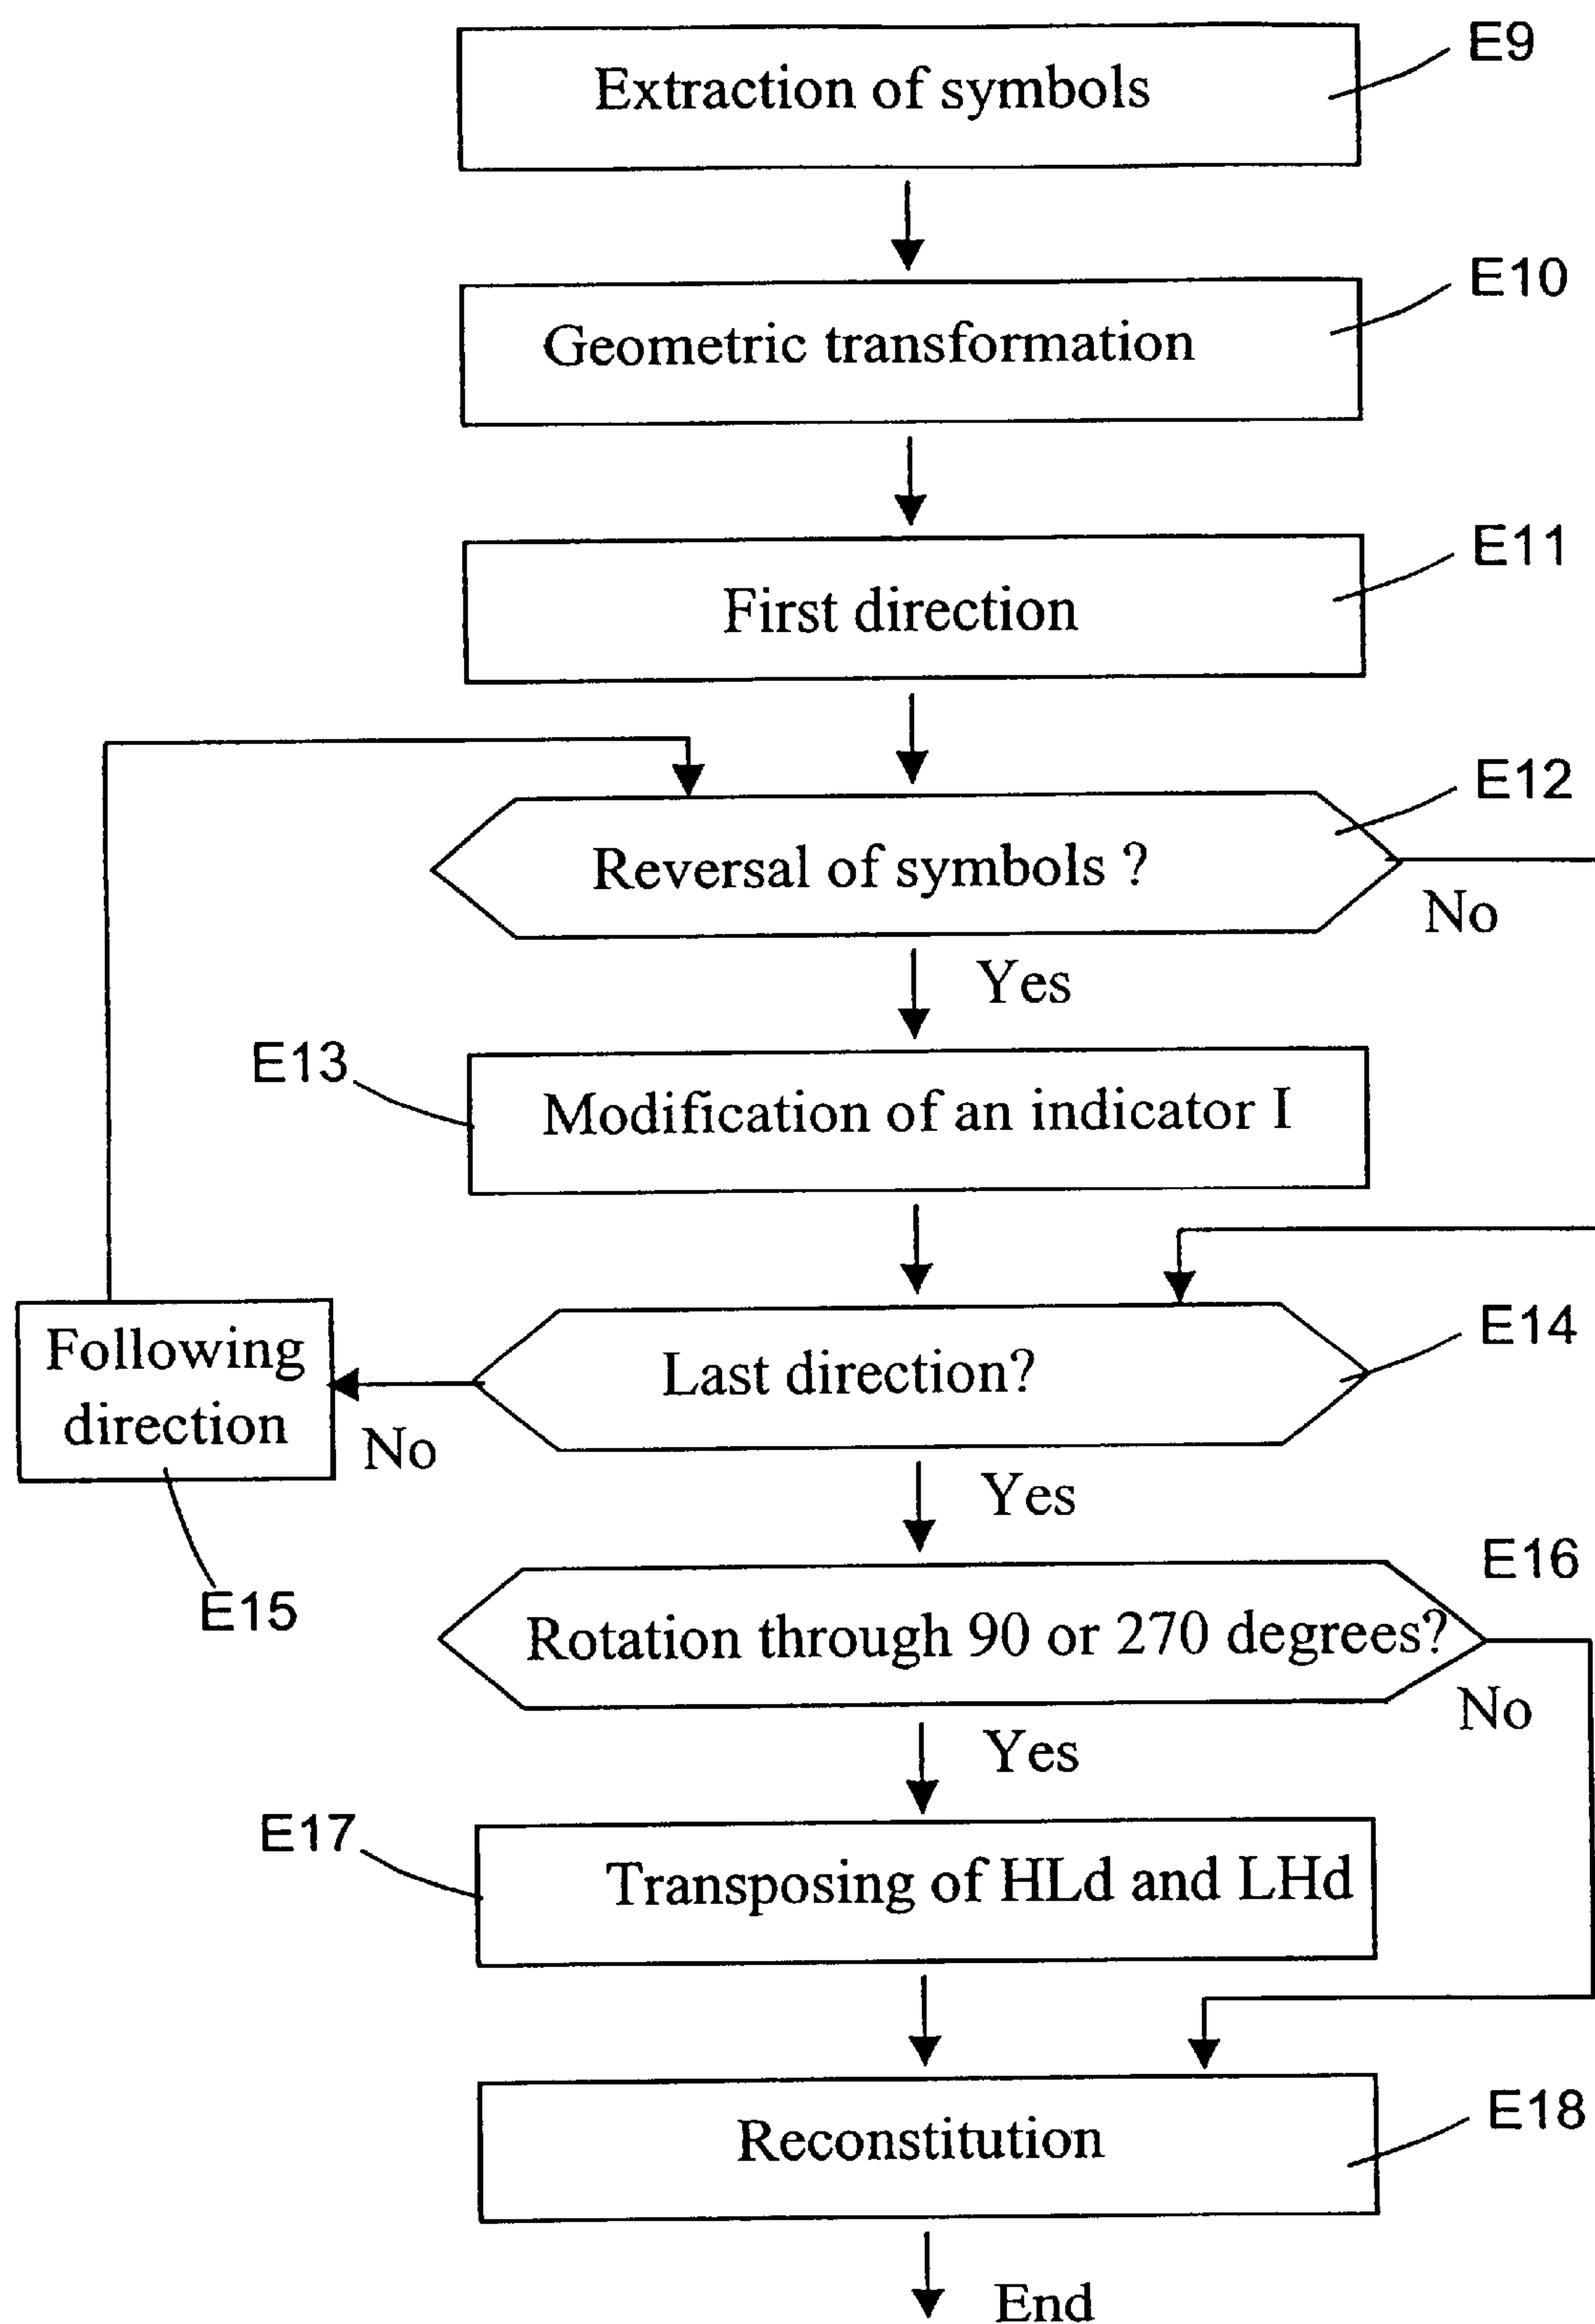 E9
Extraction of symbols
E10
Geometric transformation
E11
First direction
E12
Reversal of symbols ?
No
Yes
E13
Modification of an indicator I
E14
Last direction?
Following
direction
No
Yes
E15
E16
Rotation through 90 or 270 degrees?
No
Yes
E17
Transposing of HLd and LHd
E18
Reconstitution
End